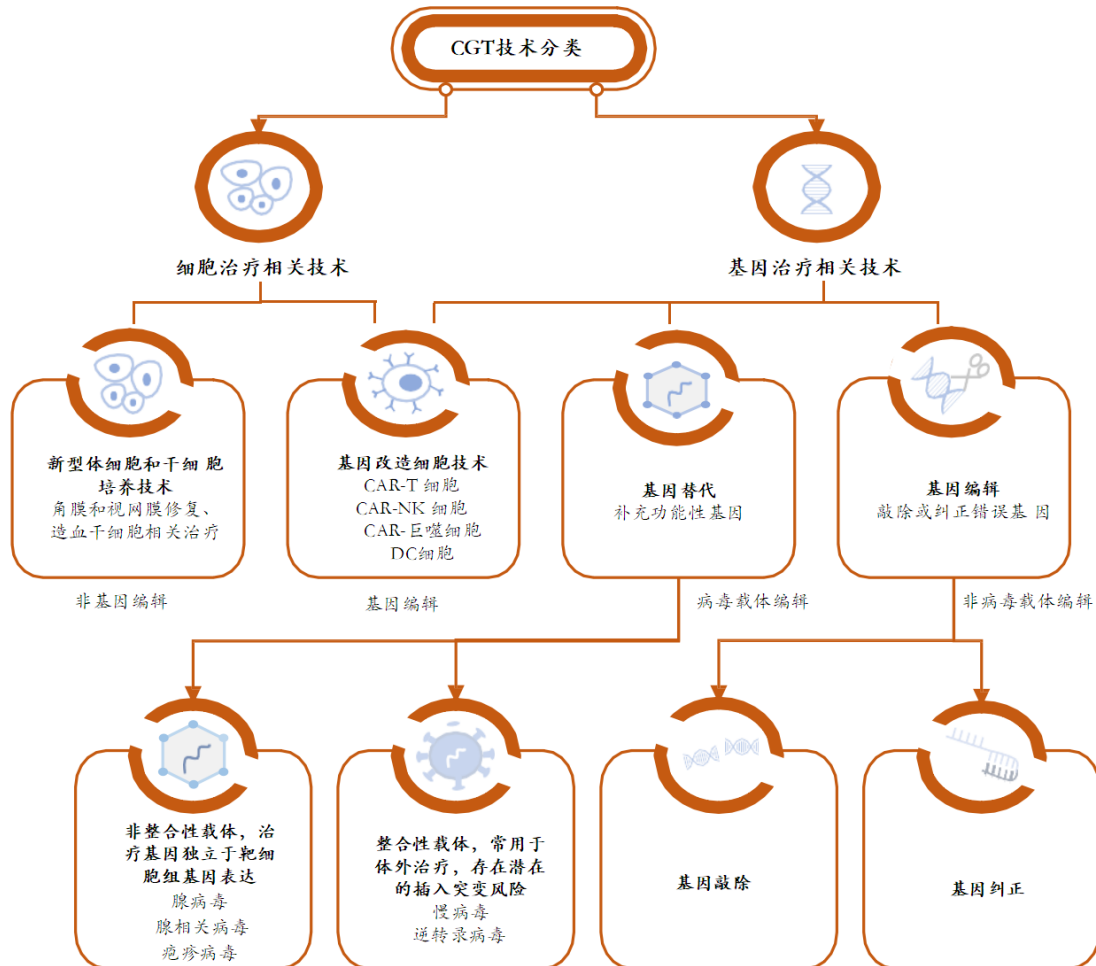 CGT技术分类
细胞治疗相关技术
基因治疗相关技术
新型体细胞和干细 胞
培养技术
角膜和视网膜修复、
造血干细胞相关治疗
基因改造细胞技术
CAR-T 细胞
CAR-NK 细胞
CAR-巨噬细胞
DC细胞
基因替代
补充功能性基因
基因编辑
敲除或纠正错误基 因
非基因编辑
基因编辑
病毒载体编辑
非病毒载体编辑
非整合性载体，治
疗基因独立于靶细
胞组基因表达
腺病毒
腺相关病毒
疱疹病毒
整合性载体，常用于
体外治疗，存在潜在
的插入突变风险
慢病毒
逆转录病毒
基因敲除
基因纠正